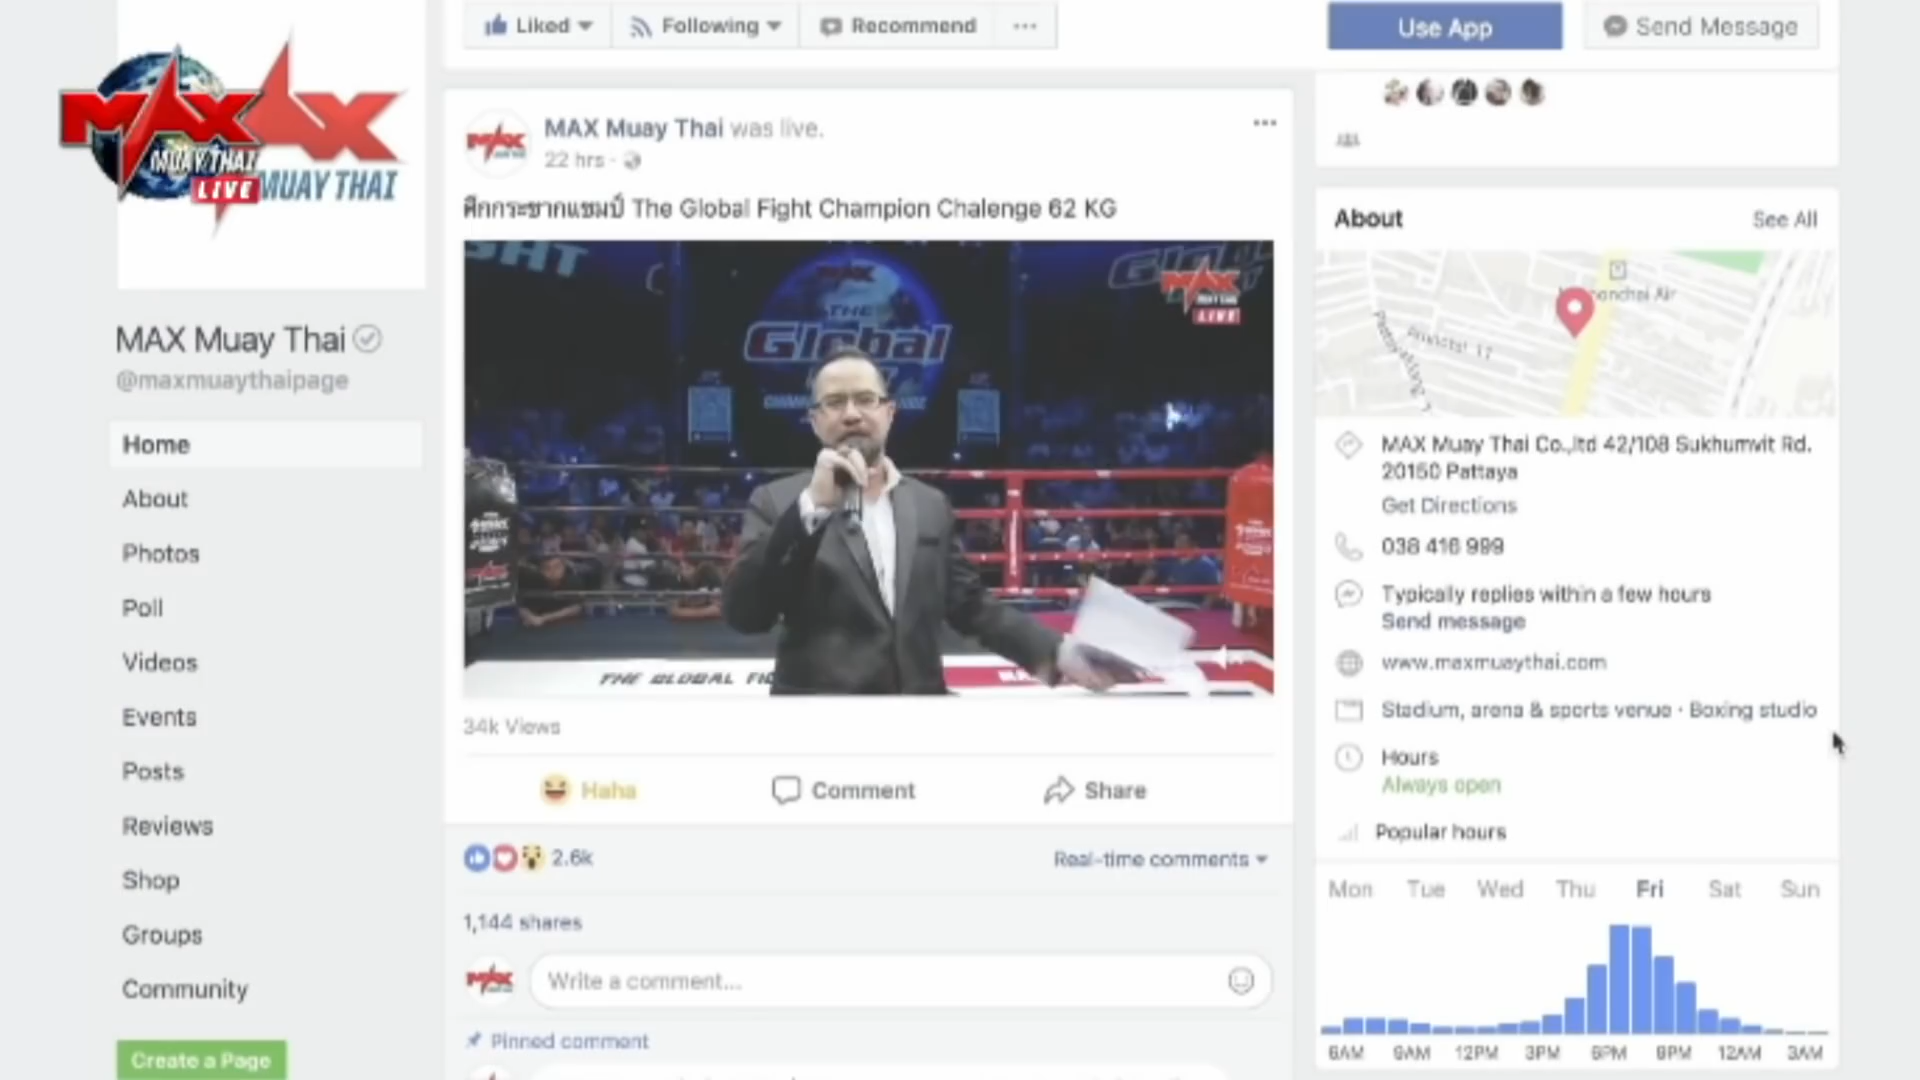 Liked
Following
Recommend
Use App
Send Message
MAX
MUAY THAI
LIVE
MUAY THAI
MAX Muay Thai was live.
22 hrs
ศึกกระชากแชมป์ The Global Fight Champion Chalenge 62 KG
THE
Global
LIVE
THE GLOBAL
34k Views
Haha
Comment
Share
2.6k
Real-time comments
1,144 shares
Write a comment...
Pinned comment
MAX Muay Thai
@maxmuaythaipage
Home
About
Photos
Poll
Videos
Events
Posts
Reviews
Shop
Groups
Community
Create a Page
About
See All
MAX Muay Thai Co.,ltd 42/108 Sukhumvit Rd.
20150 Pattaya
Get Directions
038 416 999
Typically replies within a few hours
Send message
www.maxmuaythai.com
Stadium, arena & sports venue · Boxing studio
Hours
Always open
Popular hours
Mon Tue Wed Thu Fri Sat Sun
6AM 9AM 12PM 3PM 6PM 9PM 12AM 3AM